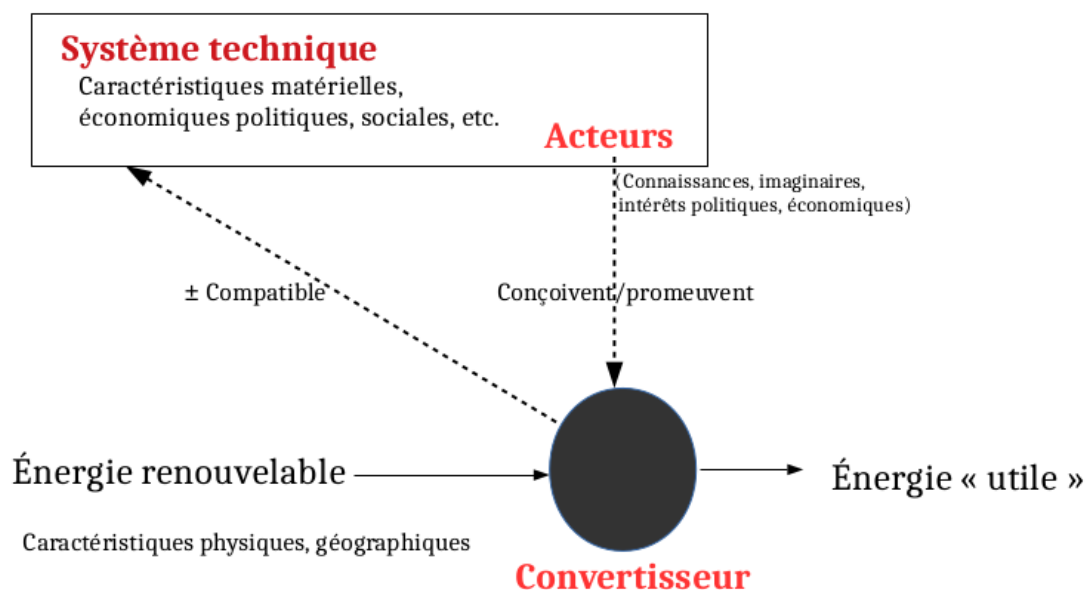 Système technique
Caractéristiques matérielles,
économiques politiques, sociales, etc.
Acteurs
(Connaissances, imaginaires,
intérêts politiques, économiques)
± Compatible
Conçoivent/promeuvent
Énergie renouvelable
Énergie « utile »
Caractéristiques physiques, géographiques
Convertisseur